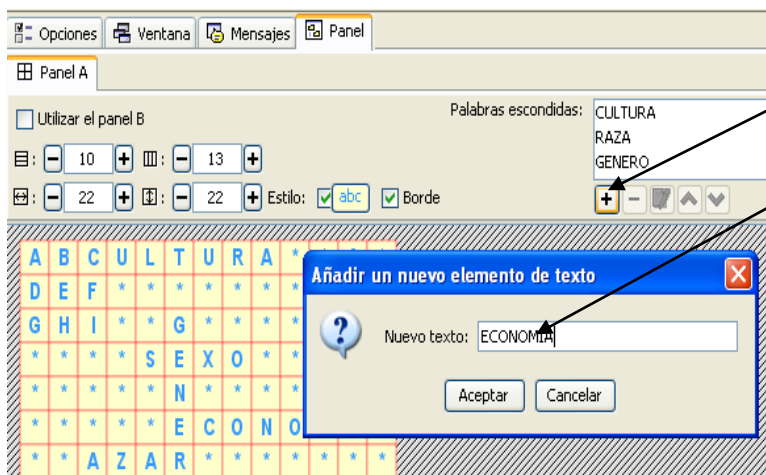 Opciones Ventana Mensajes Panel
Panel A
Utilizar el panel B
Palabras escondidas:
CULTURA
RAZA
GENERO
: - 10 + : - 13 +
: - 22 + : - 22 + Estilo: abc Borde
A B C U L T U R A *
D E F * * * * * * *
G H I * * G * * * *
* * * * S E X O * *
* * * * * N * * * *
* * * * * E C O N O
* * A Z A R * * * * * * *
Añadir un nuevo elemento de texto
Nuevo texto: ECONOMIA
Aceptar Cancelar